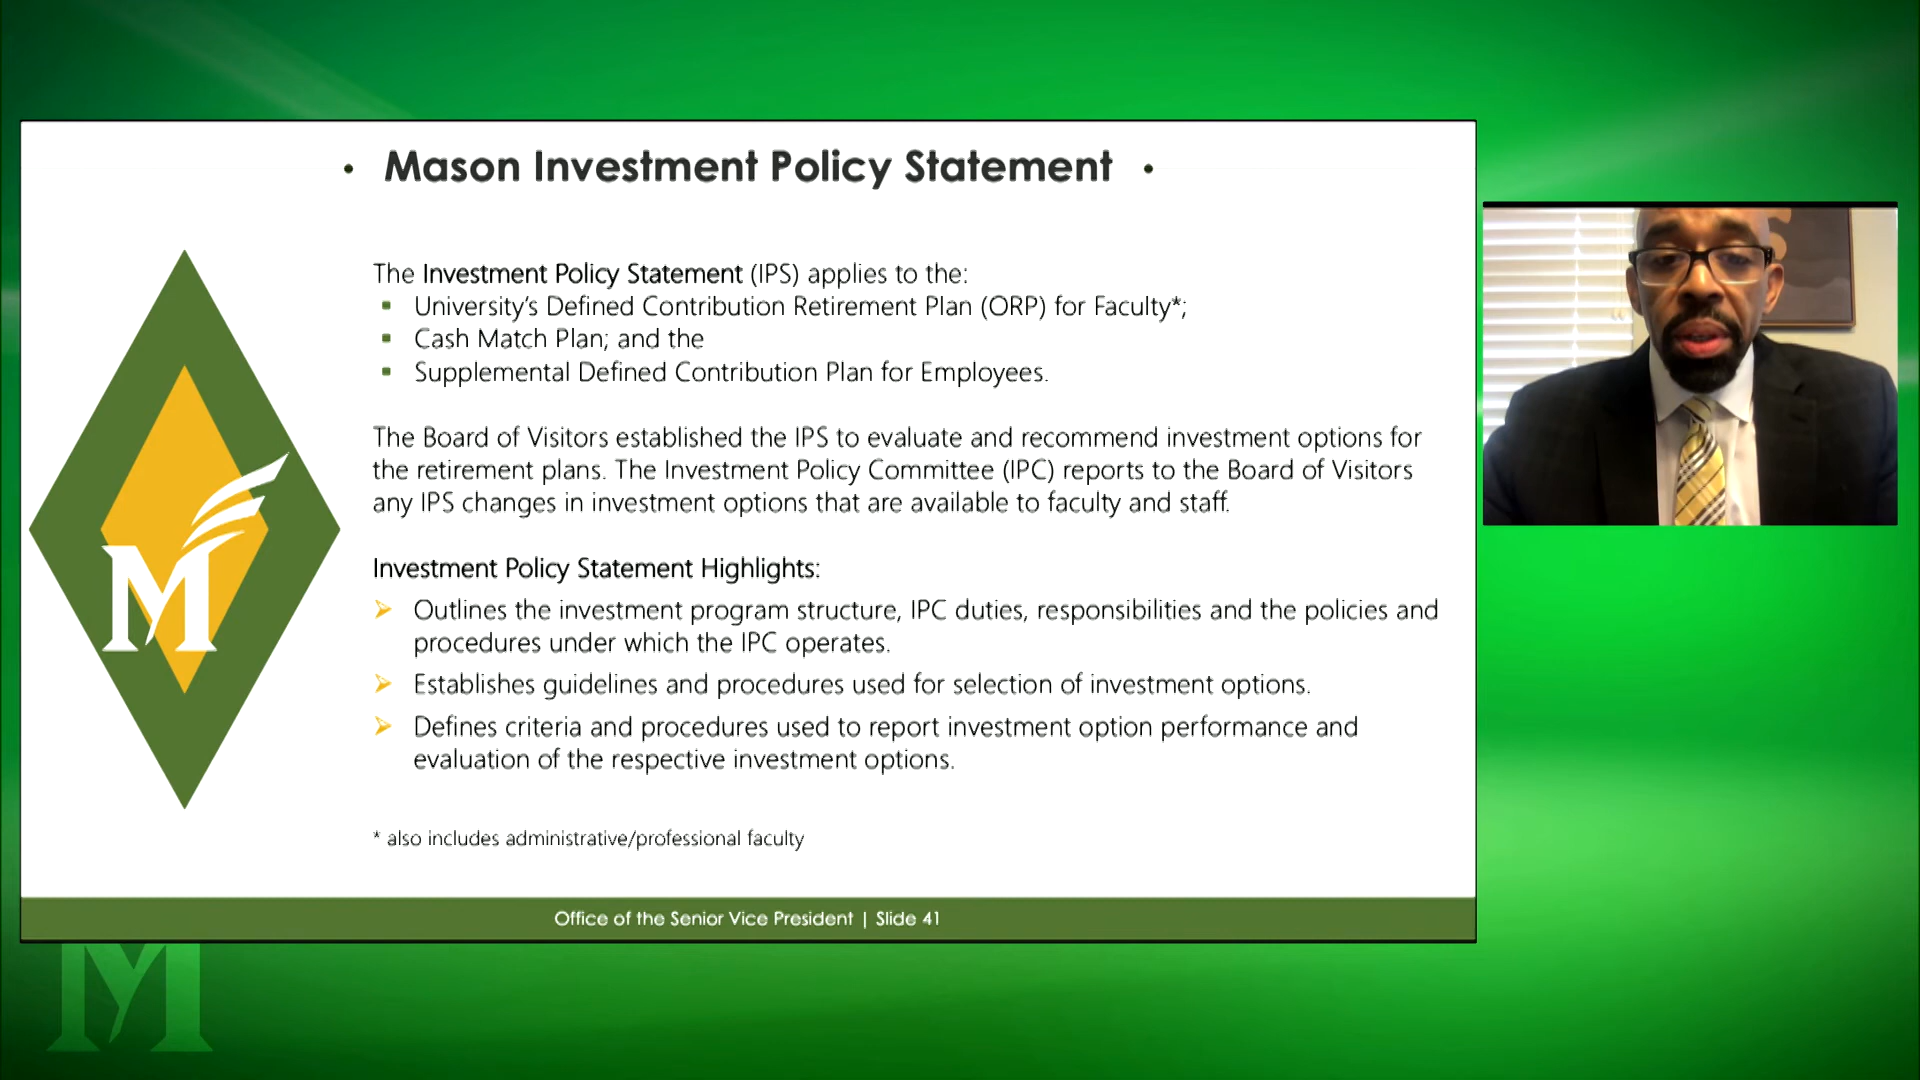 • Mason Investment Policy Statement •
The Investment Policy Statement (IPS) applies to the:
▪ University's Defined Contribution Retirement Plan (ORP) for Faculty*;
▪ Cash Match Plan; and the
▪ Supplemental Defined Contribution Plan for Employees.
The Board of Visitors established the IPS to evaluate and recommend investment options for
the retirement plans. The Investment Policy Committee (IPC) reports to the Board of Visitors
any IPS changes in investment options that are available to faculty and staff.
Investment Policy Statement Highlights:
➢ Outlines the investment program structure, IPC duties, responsibilities and the policies and
procedures under which the IPC operates.
➢ Establishes guidelines and procedures used for selection of investment options.
➢ Defines criteria and procedures used to report investment option performance and
evaluation of the respective investment options.
* also includes administrative/professional faculty
M
Office of the Senior Vice President | Slide 41
M